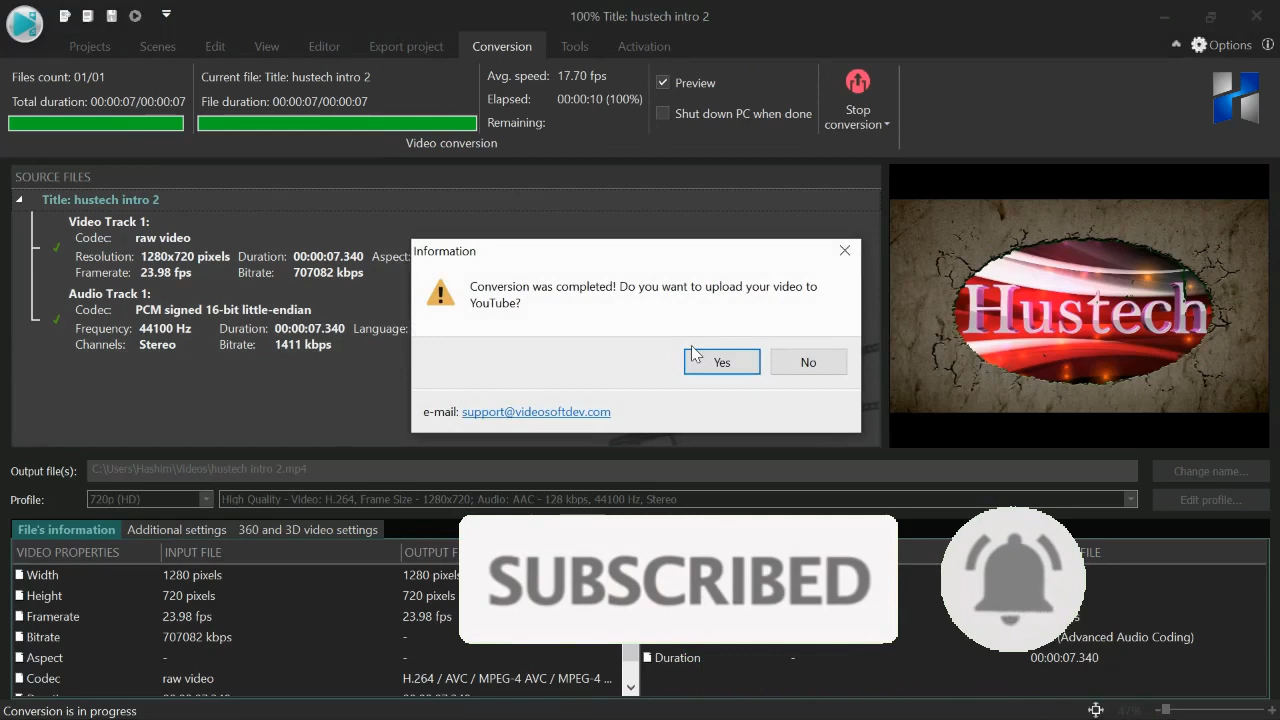 100% Title: hustech intro 2
Projects Scenes Edit View Editor Export project Conversion Tools Activation Options
Files count: 01/01
Total duration: 00:00:07/00:00:07
Current file: Title: hustech intro 2
File duration: 00:00:07/00:00:07
Avg. speed: 17.70 fps
Elapsed: 00:00:10 (100%)
Remaining:
Preview
Shut down PC when done
Stop
conversion
Video conversion
SOURCE FILES
Title: hustech intro 2
Video Track 1:
Codec: raw video
Resolution: 1280x720 pixels Duration: 00:00:07.340 Aspect:
Framerate: 23.98 fps Bitrate: 707082 kbps
Audio Track 1:
Codec: PCM signed 16-bit little-endian
Frequency: 44100 Hz Duration: 00:00:07.340 Language:
Channels: Stereo Bitrate: 1411 kbps
Information
Conversion was completed! Do you want to upload your video to
YouTube?
Yes No
e-mail: support@videosoftdev.com
Hustech
Output file(s): C:\Users\Hashim\Videos\hustech intro 2.mp4 Change name...
Profile: 720p (HD) High Quality - Video: H.264, Frame Size - 1280x720; Audio: AAC - 128 kbps, 44100 Hz, Stereo Edit profile...
File's information Additional settings 360 and 3D video settings
VIDEO PROPERTIES INPUT FILE OUTPUT F FILE
Width 1280 pixels 1280 pixels
Height 720 pixels 720 pixels
Framerate 23.98 fps 23.98 fps
Bitrate 707082 kbps - (Advanced Audio Coding)
Aspect - - Duration - 00:00:07.340
Codec raw video H.264 / AVC / MPEG-4 AVC / MPEG-4 ...
SUBSCRIBED
Conversion is in progress